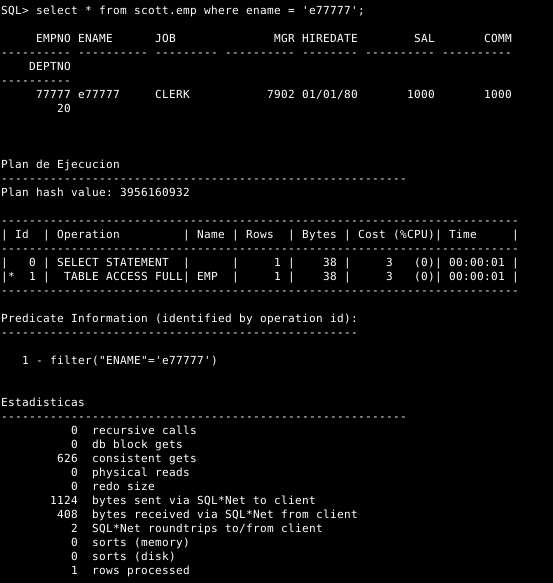 SQL> select * from scott.emp where ename = 'e77777';
     EMPNO ENAME      JOB              MGR HIREDATE        SAL       COMM
---------- ---------- --------- ---------- -------- ---------- ----------
    DEPTNO
----------
     77777 e77777     CLERK           7902 01/01/80       1000       1000
        20
Plan de Ejecucion
----------------------------------------------------------
Plan hash value: 3956160932
--------------------------------------------------------------------------
| Id  | Operation         | Name | Rows  | Bytes | Cost (%CPU)| Time     |
--------------------------------------------------------------------------
|   0 | SELECT STATEMENT  |      |     1 |    38 |     3   (0)| 00:00:01 |
|*  1 |  TABLE ACCESS FULL| EMP  |     1 |    38 |     3   (0)| 00:00:01 |
--------------------------------------------------------------------------
Predicate Information (identified by operation id):
---------------------------------------------------
   1 - filter("ENAME"='e77777')
Estadisticas
----------------------------------------------------------
          0  recursive calls
          0  db block gets
        626  consistent gets
          0  physical reads
          0  redo size
       1124  bytes sent via SQL*Net to client
        408  bytes received via SQL*Net from client
          2  SQL*Net roundtrips to/from client
          0  sorts (memory)
          0  sorts (disk)
          1  rows processed